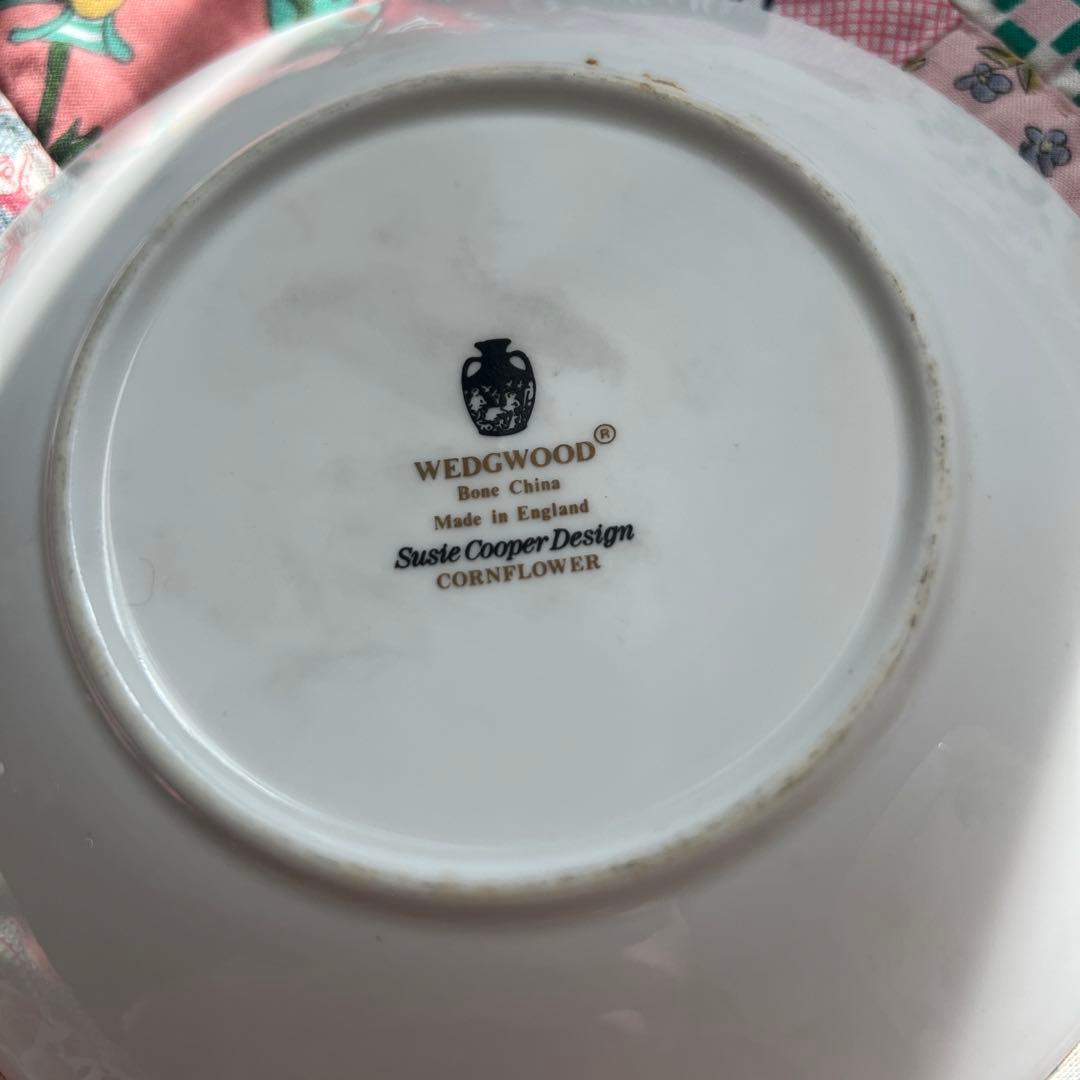 WEDGWOOD®
Bone China
Made in England
Susie Cooper Design
CORNFLOWER